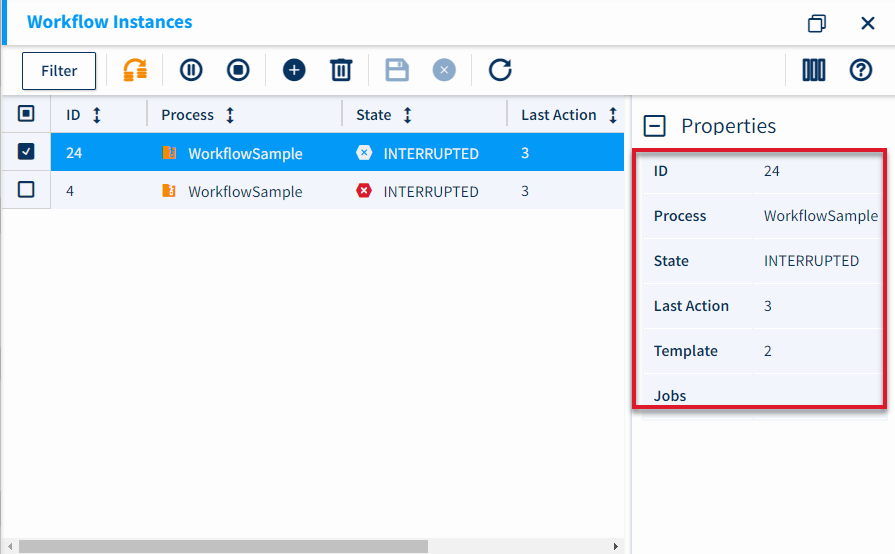 Workflow Instances
Filter
ID Process State Last Action
24 WorkflowSample INTERRUPTED 3
4 WorkflowSample INTERRUPTED 3
Properties
ID 24
Process WorkflowSample
State INTERRUPTED
Last Action 3
Template 2
Jobs